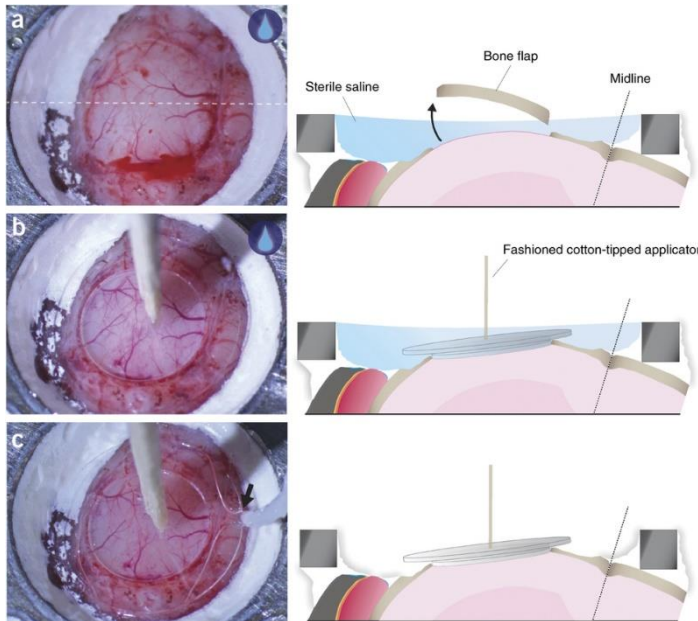 a
Bone flap
Sterile saline
Midline
b
Fashioned cotton-tipped applicator
c